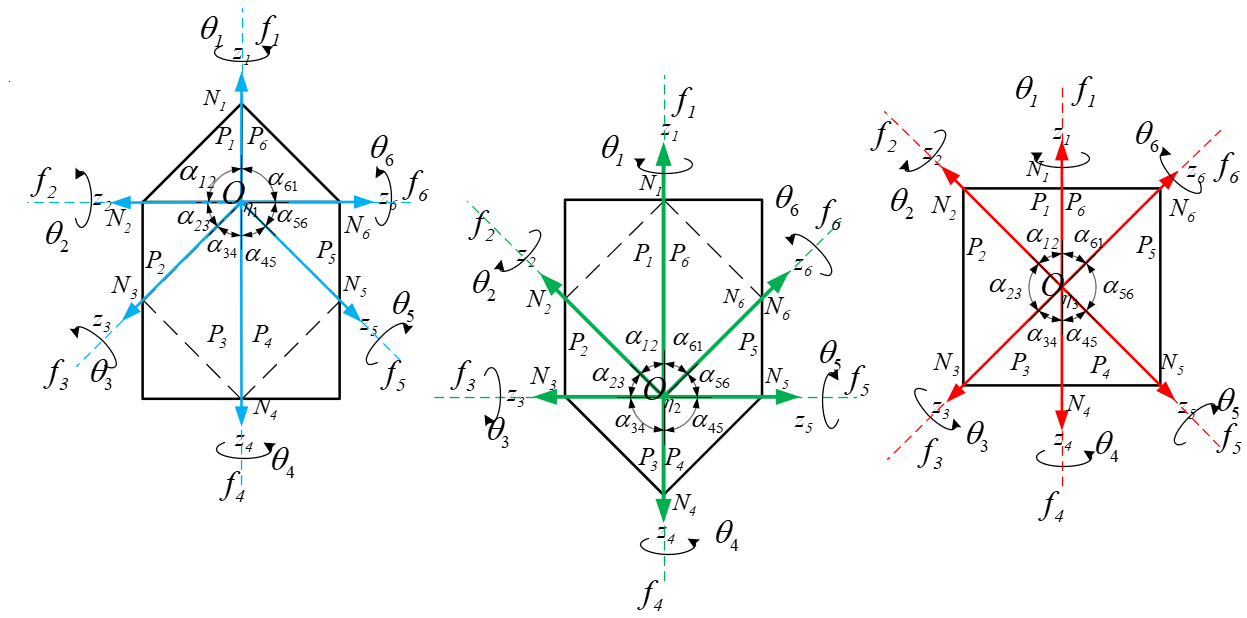 θ1 f1
z1
N1
P1 P6
α12 α61
θ6
f2 z2 N2 O η1 z6 f6
θ2 α23 α56 N6
α34 α45
P2 P5
N3 N5
z3 z5 θ5
f3 θ3 P3 P4 f5
N4
z4 θ4
f4
f1
z1
θ1
N1
θ6 f6
f2 z2 z6
θ2 P1 P6
N2 N6 N6
P2 α12 α61 P5
f3 N3 α23 α56 N5 θ5 f5
z3 O η2 z5
θ3 α34 α45
P3 P4
N4
z4 θ4
f4
θ1 f1
z1
f2 z2 θ6 z6 f6
N1
θ2 N2 P1 P6 N6
P2 α12 α61 P5
α23 O η3 α56
α34 α45
N3 P3 P4 N5
z3 N4 z5 θ5
f3 θ3 z4 θ4 f5
f4